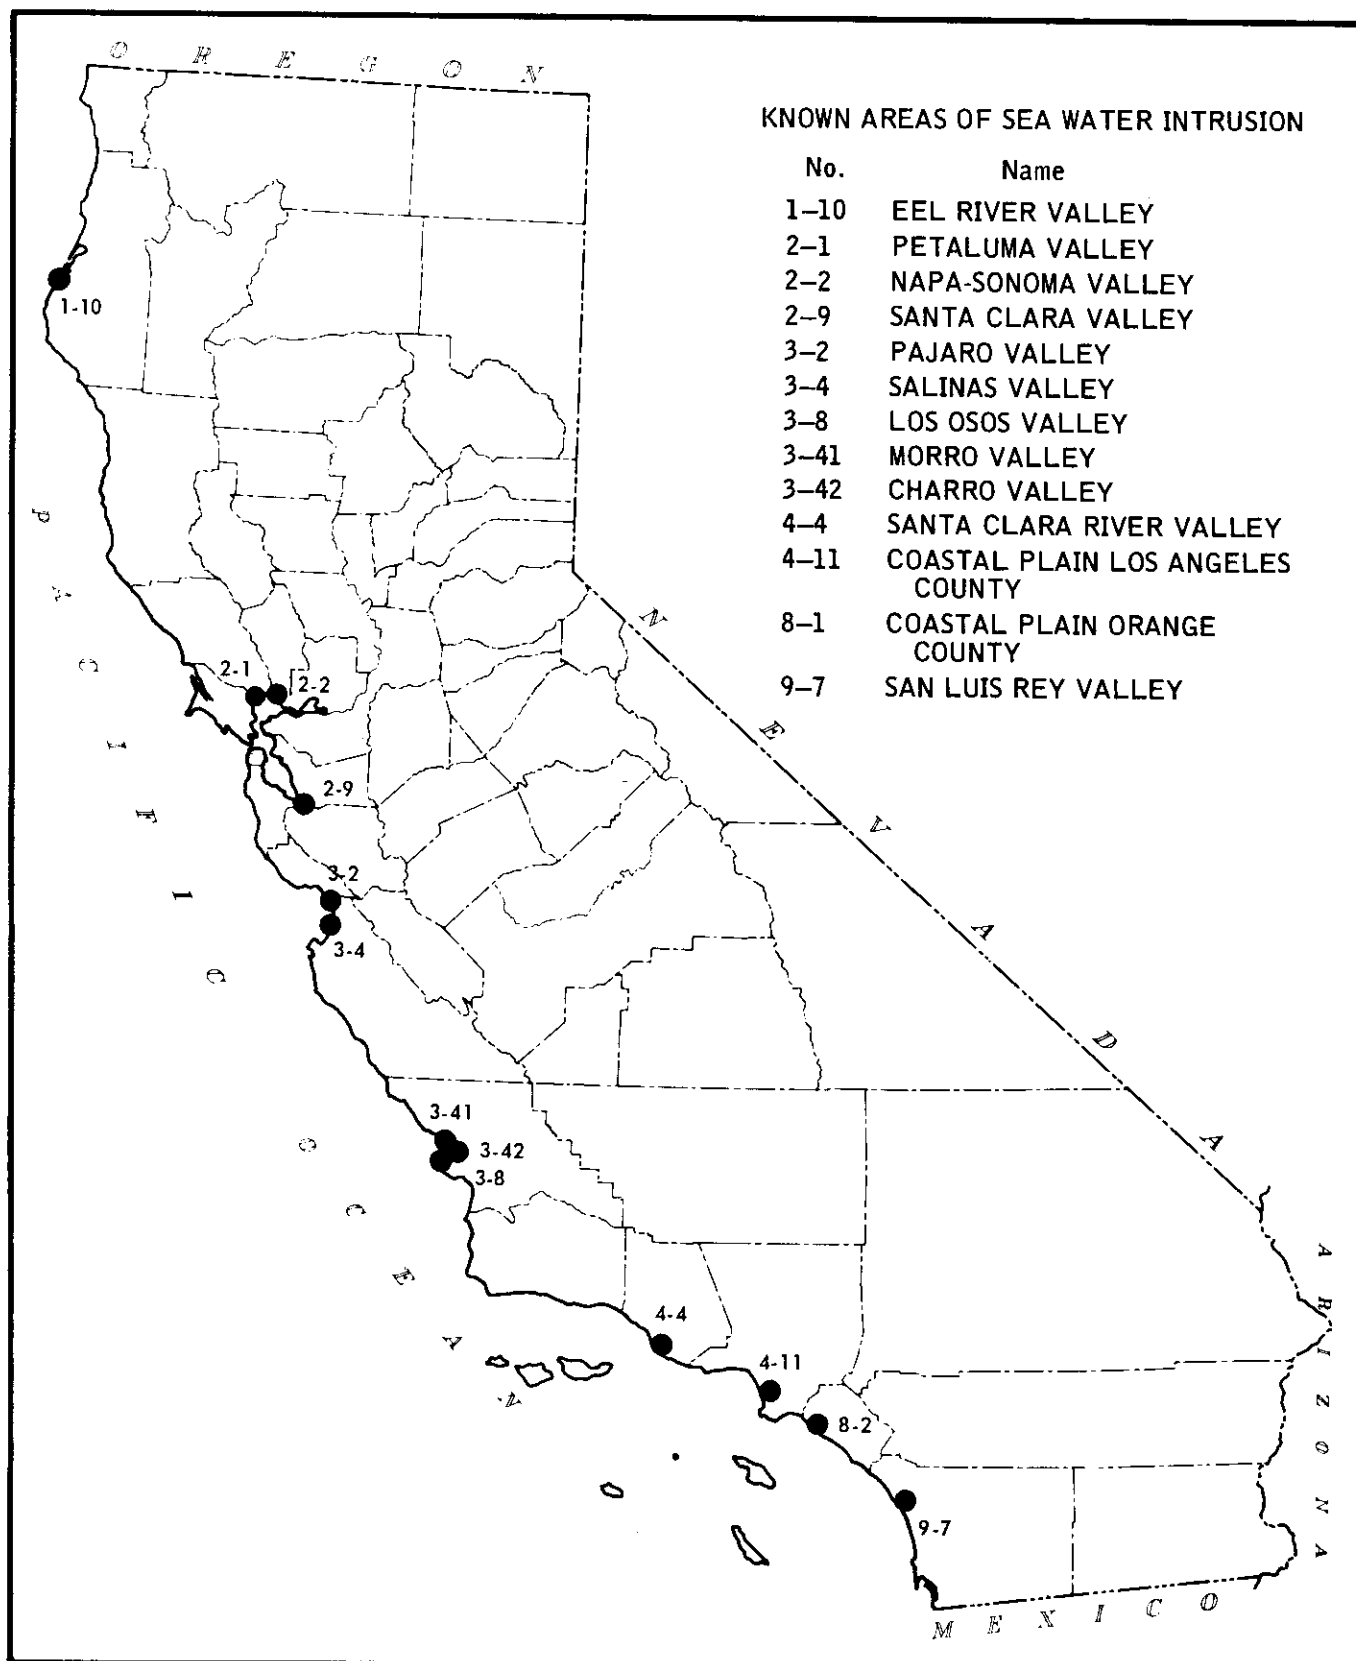 OREGON
KNOWN AREAS OF SEA WATER INTRUSION
No. Name
1-10 EEL RIVER VALLEY
2-1 PETALUMA VALLEY
2-2 NAPA-SONOMA VALLEY
2-9 SANTA CLARA VALLEY
3-2 PAJARO VALLEY
3-4 SALINAS VALLEY
3-8 LOS OSOS VALLEY
3-41 MORRO VALLEY
3-42 CHARRO VALLEY
4-4 SANTA CLARA RIVER VALLEY
4-11 COASTAL PLAIN LOS ANGELES
COUNTY
8-1 COASTAL PLAIN ORANGE
COUNTY
9-7 SAN LUIS REY VALLEY
1-10
PACIFIC OCEAN
NEVADA
2-1
2-2
2-9
3-2
3-4
3-41
3-42
3-8
4-4
4-11
8-2
9-7
ARIZONA
MEXICO